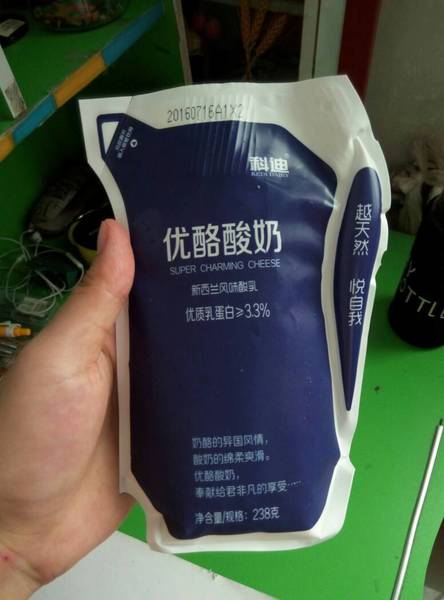 20160716A1X2
科迪
KEDI DAIRY
优酪酸奶
SUPER CHARMING CHEESE
新西兰风味酸乳
优质乳蛋白≥3.3%
越天然 悦自我
奶酪的异国风情，
酸奶的绵柔爽滑。
优酪酸奶，
奉献给君非凡的享受……
净含量/规格：238克